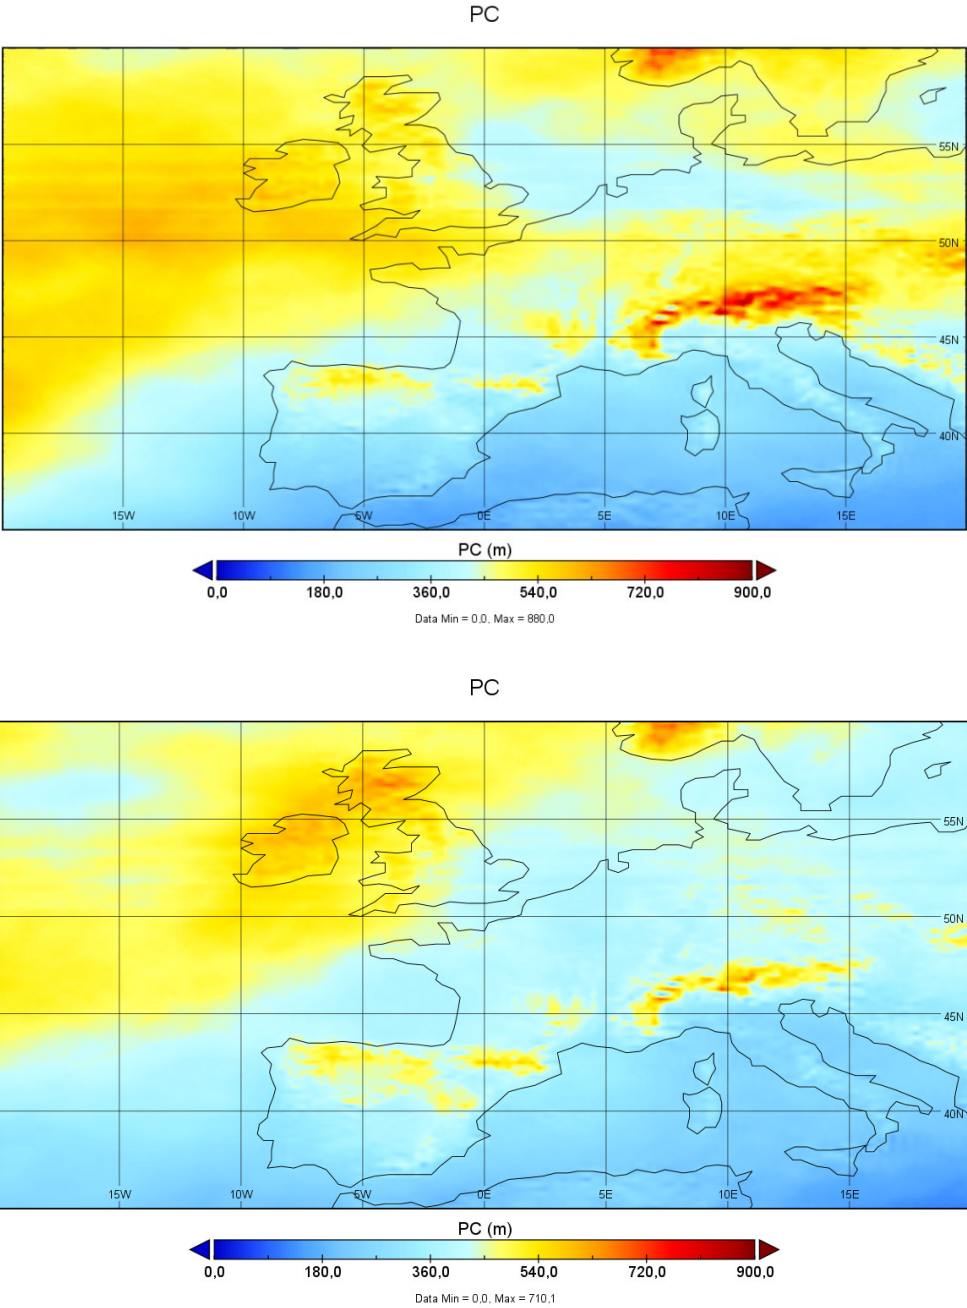 PC
55N
50N
45N
40N
15W 10W 5W 0E 5E 10E 15E
PC (m)
0,0 180,0 360,0 540,0 720,0 900,0
Data Min = 0,0, Max = 880,0
PC
55N
50N
45N
40N
15W 10W 5W 0E 5E 10E 15E
PC (m)
0,0 180,0 360,0 540,0 720,0 900,0
Data Min = 0,0, Max = 710,1